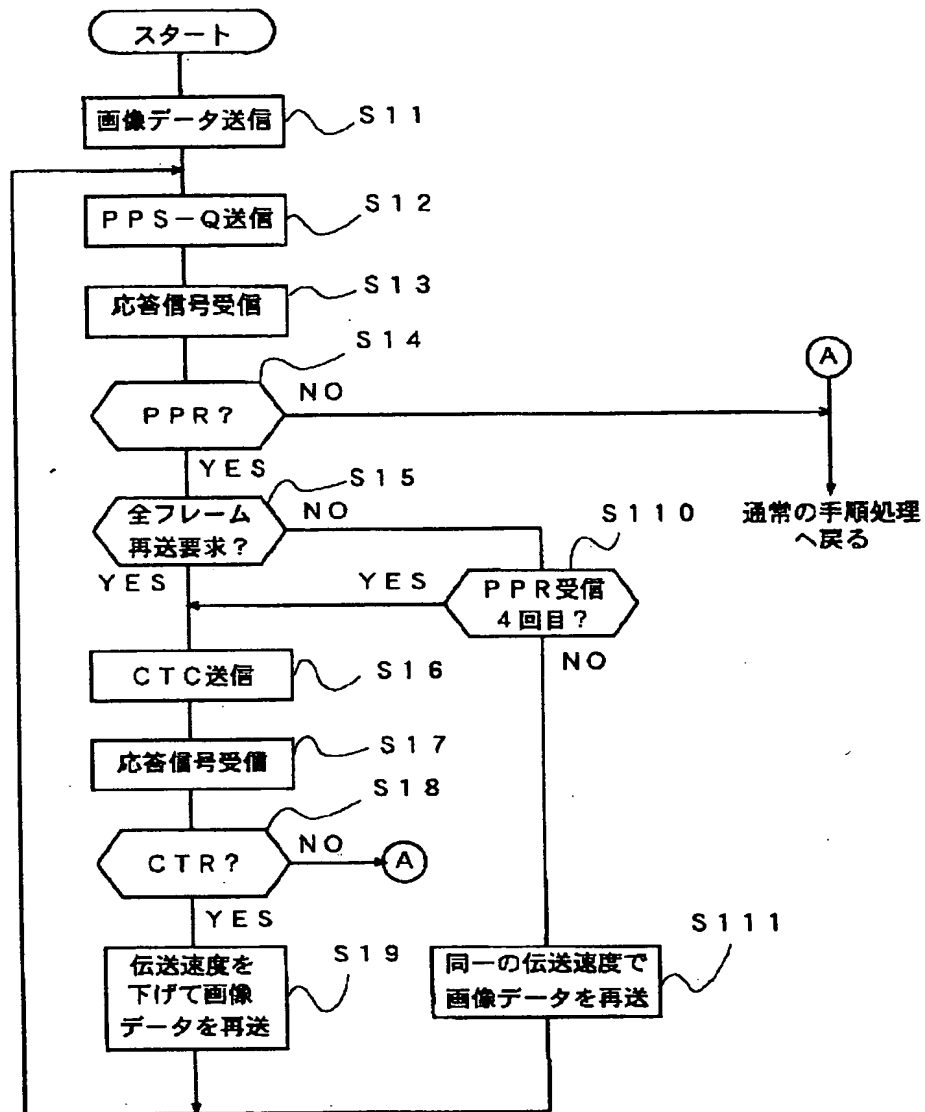 スタート
画像データ送信
S11
PPS-Q送信
S12
応答信号受信
S13
S14
PPR?
NO
A
YES
S15
全フレーム
再送要求?
NO
S110
通常の手順処理
へ戻る
YES
YES
PPR受信
4回目?
NO
CTC送信
S16
応答信号受信
S17
S18
CTR?
NO
A
YES
S19
伝送速度を
下げて画像
データを再送
S111
同一の伝送速度で
画像データを再送